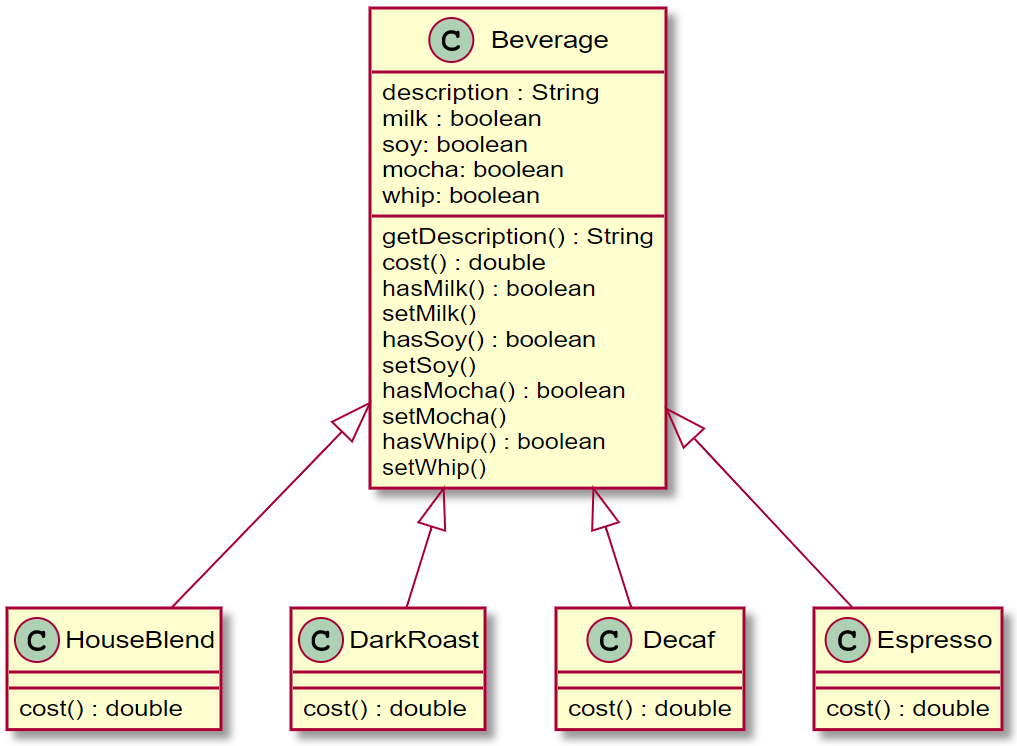 C Beverage
description : String
milk : boolean
soy: boolean
mocha: boolean
whip: boolean
getDescription() : String
cost() : double
hasMilk() : boolean
setMilk()
hasSoy() : boolean
setSoy()
hasMocha() : boolean
setMocha()
hasWhip() : boolean
setWhip()
C HouseBlend
cost() : double
C DarkRoast
cost() : double
C Decaf
cost() : double
C Espresso
cost() : double